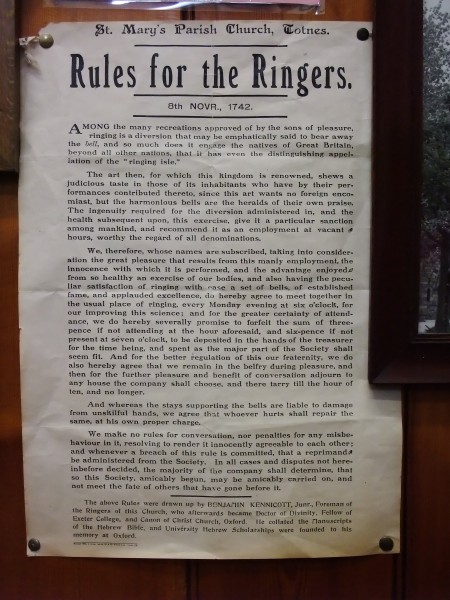 St. Mary's Parish Church, Totnes.
Rules for the Ringers.
8th NOVR., 1742.
AMONG the many recreations approved of by the sons of pleasure,
ringing is a diversion that may be emphatically said to bear away
the bell, and so much does it engage the natives of Great Britain,
beyond all other nations, that it has even the distinguishing appel-
lation of the "ringing isle."
The art then, for which this kingdom is renowned, shews a
judicious taste in those of its inhabitants who have by their per-
formances contributed thereto, since this art wants no foreign enco-
miast, but the harmonious bells are the heralds of their own praise.
The ingenuity required for the diversion administered in, and the
health subsequent upon, this exercise, give it a particular sanction
among mankind, and recommend it as an employment at vacant
hours, worthy the regard of all denominations.
We, therefore, whose names are subscribed, taking into consider-
ation the great pleasure that results from this manly employment, the
innocence with which it is performed, and the advantage enjoyed
from so healthy an exercise of our bodies, and also having the pecu-
liar satisfaction of ringing with ease a set of bells, of established
fame, and applauded excellence, do hereby agree to meet together in
the usual place of ringing, every Monday evening at six o'clock, for
our improving this science; and for the greater certainty of attend-
ance, we do hereby severally promise to forfeit the sum of three-
pence if not attending at the hour aforesaid, and six-pence if not
present at seven o'clock, to be deposited in the hands of the treasurer
for the time being, and spent as the major part of the Society shall
seem fit. And for the better regulation of this our fraternity, we do
also hereby agree that we remain in the belfry during pleasure, and
then for the further pleasure and benefit of conversation adjourn to
any house the company shall choose, and there tarry till the hour of
ten, and no longer.
And whereas the stays supporting the bells are liable to damage
from unskilful hands, we agree that whoever hurts shall repair the
same, at his own proper charge.
We make no rules for conversation, nor penalties for any misbe-
haviour in it, resolving to render it innocently agreeable to each other;
and whenever a breach of this rule is committed, that a reprimand
be administered from the Society. In all cases and disputes not here-
inbefore decided, the majority of the company shall determine, that
so this Society, amicably begun, may be amicably carried on, and
not meet the fate of others that have gone before it.
The above Rules were drawn up by BENJAMIN KENNICOTT, Junr., Foreman of
the Ringers of this Church, who afterwards became Doctor of Divinity, Fellow of
Exeter College, and Canon of Christ Church, Oxford. He collated the Manuscripts
of the Hebrew Bible, and University Hebrew Scholarships were founded to his
memory at Oxford.